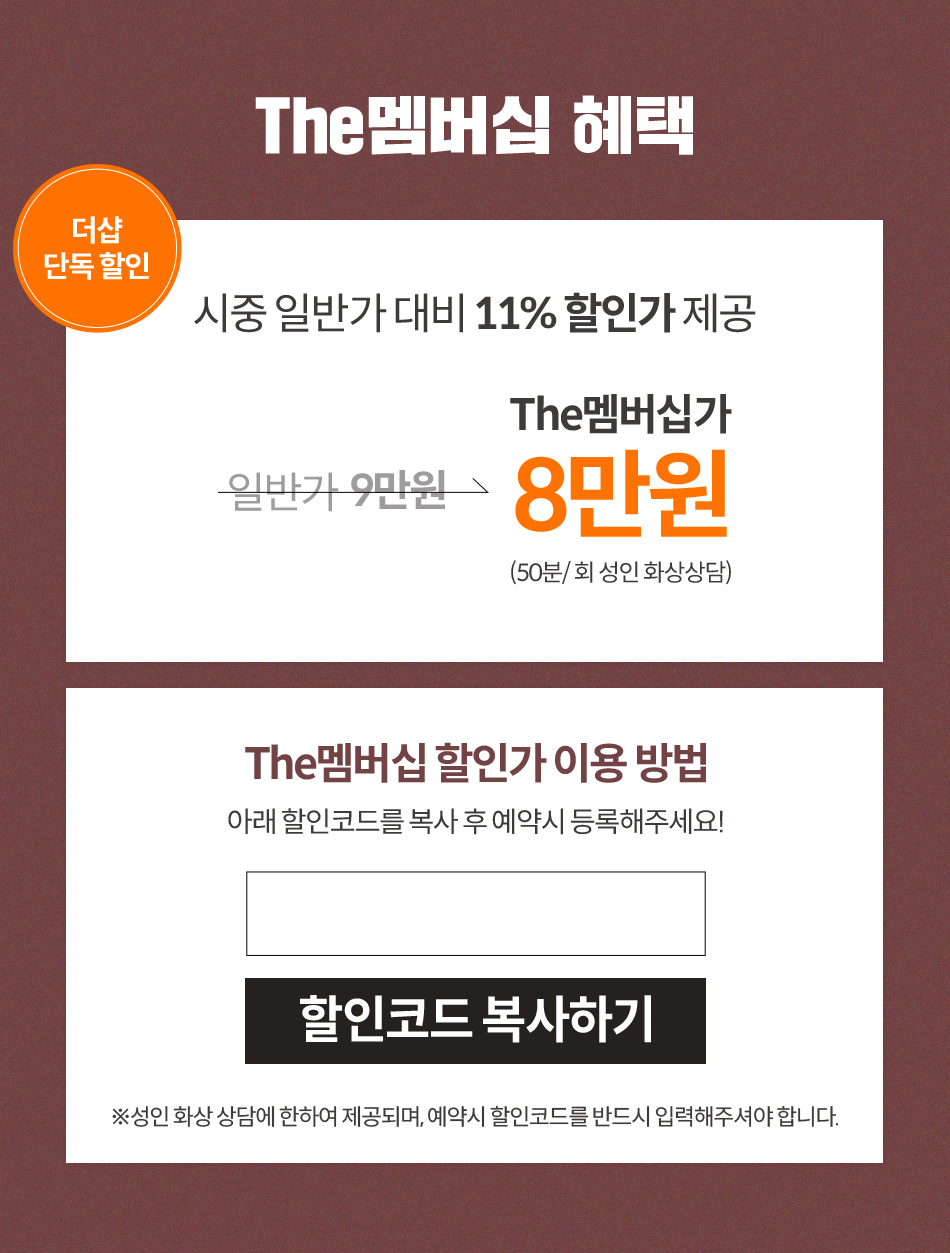 The멤버십 혜택
더샵
단독 할인
시중 일반가 대비 11% 할인가 제공
The멤버십가
일반가 9만원
8만원
(50분/ 회 성인 화상상담)
The멤버십 할인가 이용 방법
아래 할인코드를 복사 후 예약시 등록해주세요!
할인코드 복사하기
※성인 화상 상담에 한하여 제공되며, 예약시 할인코드를 반드시 입력해주셔야 합니다.